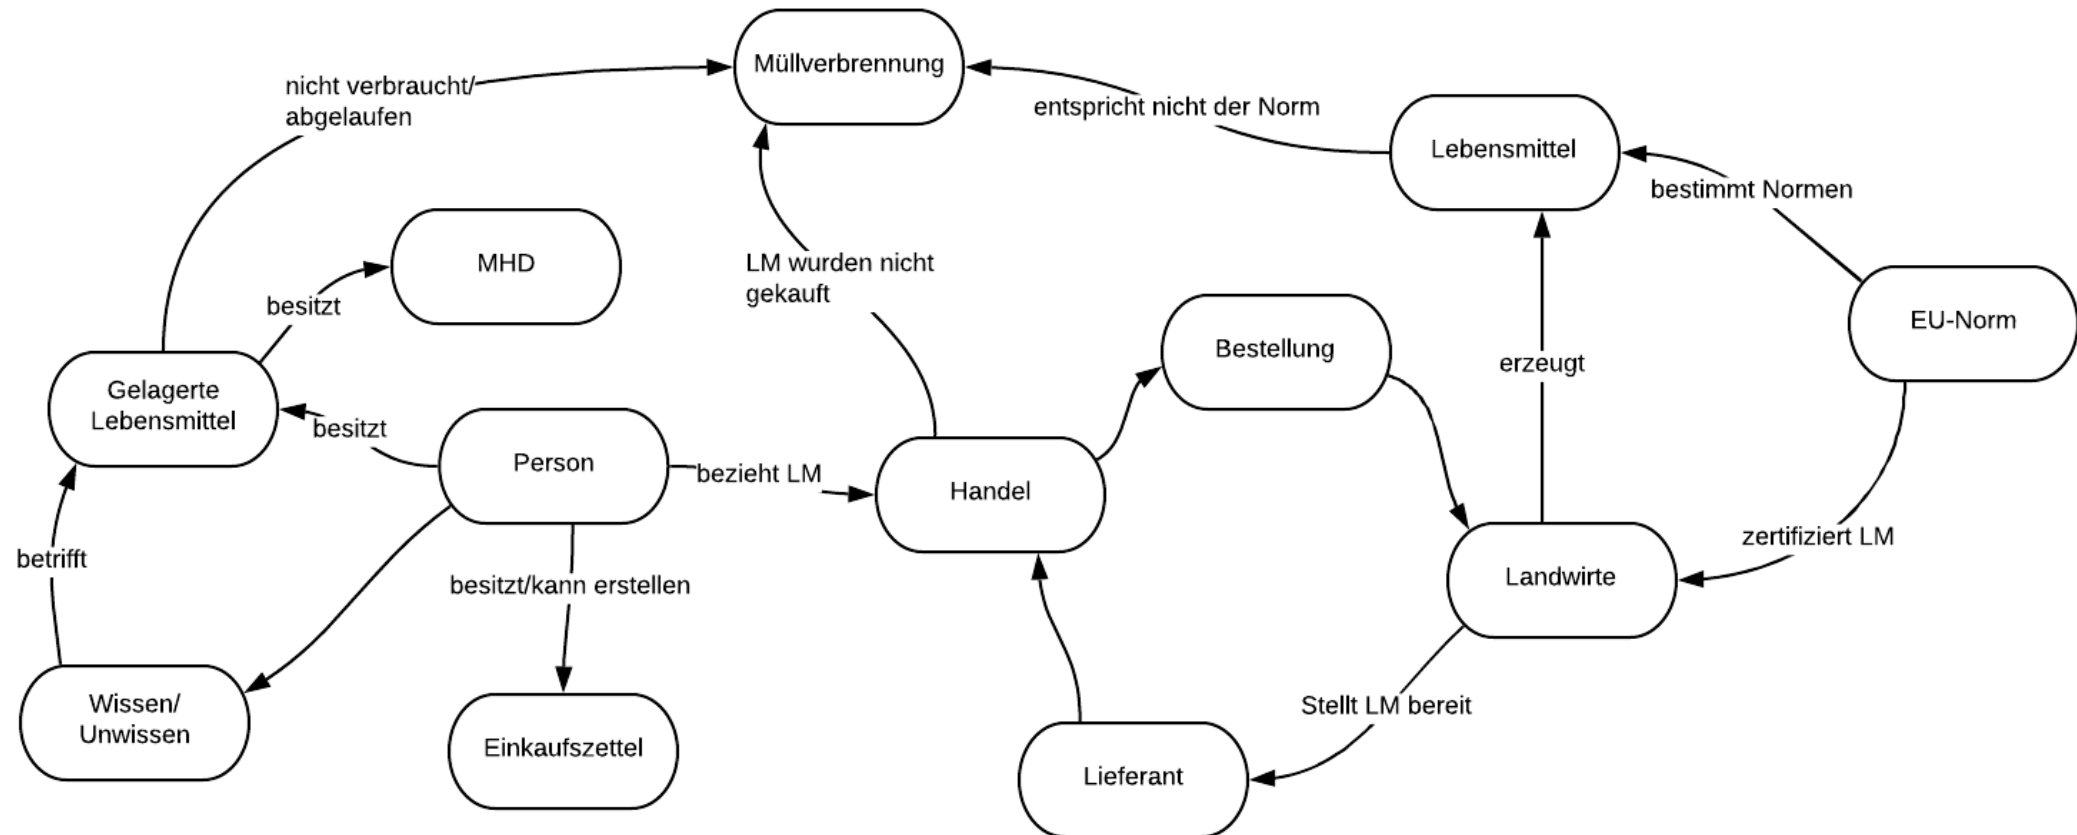 Müllverbrennung
nicht verbraucht/
abgelaufen
entspricht nicht der Norm
Lebensmittel
bestimmt Normen
MHD
besitzt
LM wurden nicht
gekauft
Bestellung
EU-Norm
erzeugt
Gelagerte
Lebensmittel
besitzt
Person
bezieht LM
Handel
zertifiziert LM
betrifft
besitzt/kann erstellen
Landwirte
Wissen/
Unwissen
Einkaufszettel
Stellt LM bereit
Lieferant